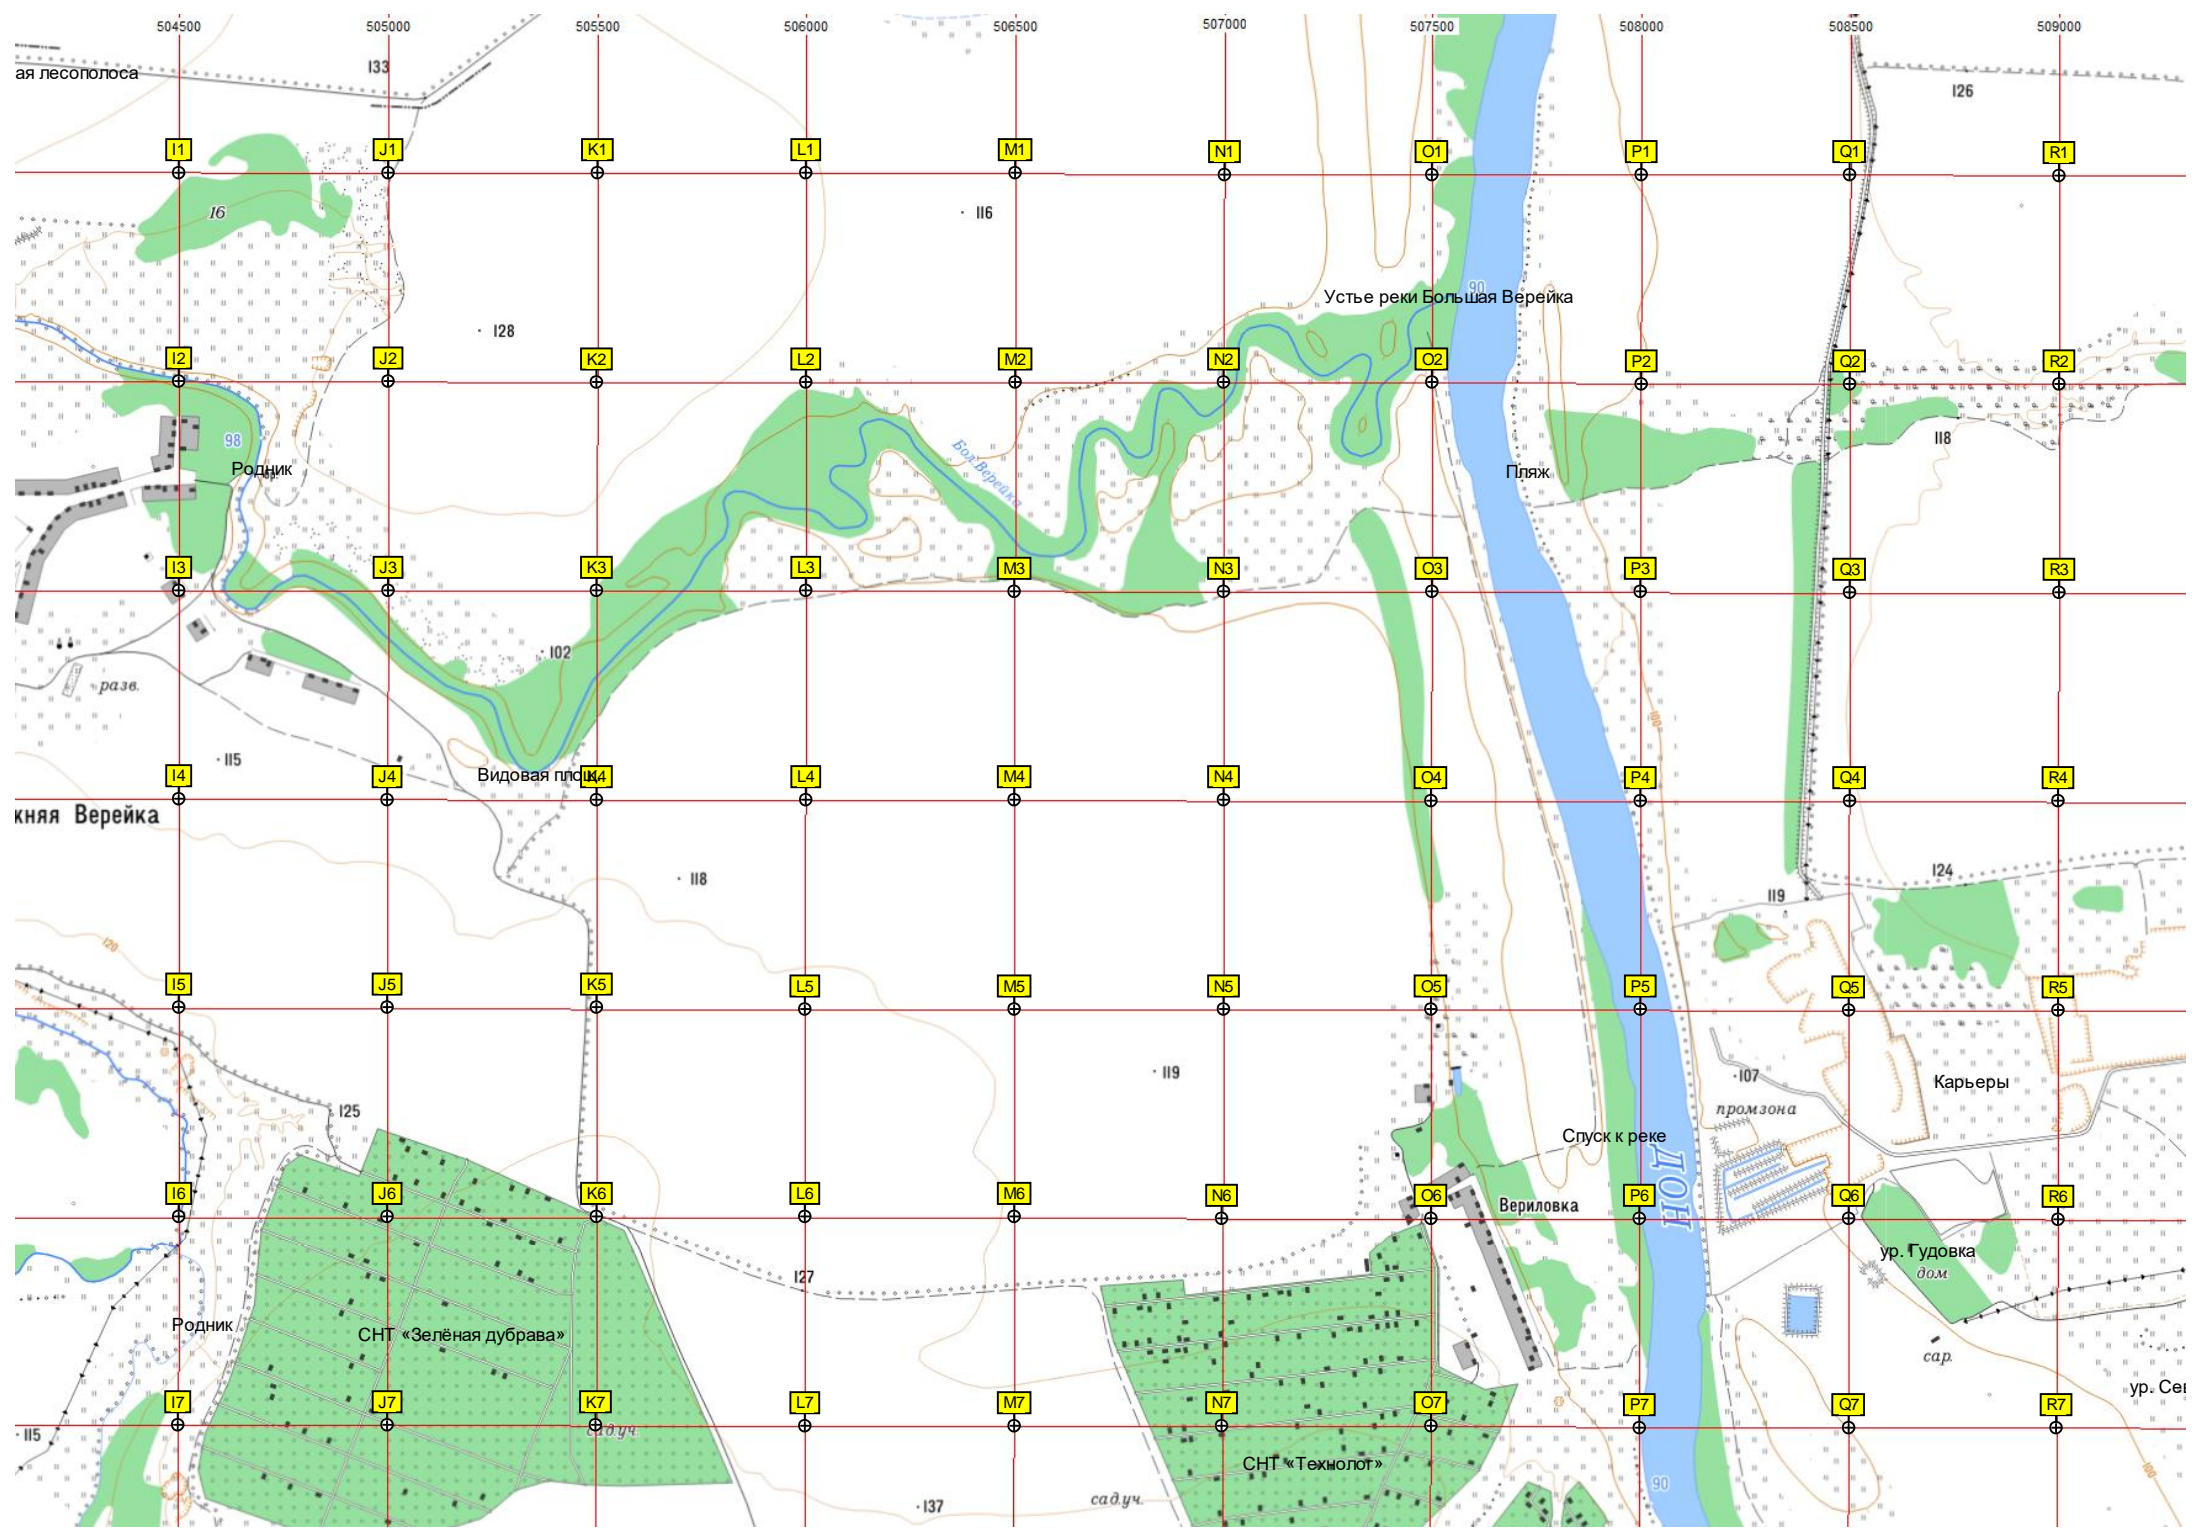 504500 505000 505500 506000 506500 507000 507500 508000 508500 509000
133
ая лесополоса
126
I1 J1 K1 L1 M1 N1 O1 P1 Q1 R1
16
116
90
Устье реки Большая Верейка
128
I2 J2 K2 L2 M2 N2 O2 P2 Q2 R2
98
118
Родник
Бол.Верейка
Пляж
I3 J3 K3 L3 M3 N3 O3 P3 Q3 R3
102
разв.
100
115
Видовая площ.
I4 J4 K4 L4 M4 N4 O4 P4 Q4 R4
жняя Верейка
118
124
119
120
I5 J5 K5 L5 M5 N5 O5 P5 Q5 R5
119
107
Карьеры
125
промзона
Спуск к реке
ДОН
I6 J6 K6 L6 M6 N6 O6 P6 Q6 R6
Вериловка
ур. Гудовка
дом
127
Родник
СНТ «Зелёная дубрава»
сар.
ур. Сев
I7 J7 K7 L7 M7 N7 O7 P7 Q7 R7
115
сад.уч.
СНТ «Технолог»
100
90
сад.уч.
137